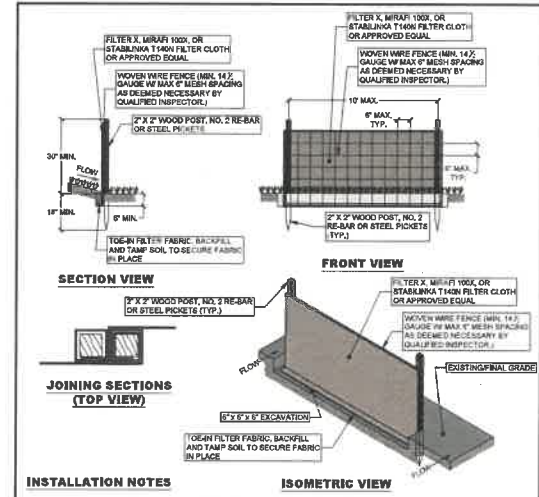 FILTER X, MIRAFI 100X, OR
STABILINKA T140N FILTER CLOTH
OR APPROVED EQUAL
WOVEN WIRE FENCE (MIN. 14 ½
GAUGE W/ MAX 6" MESH SPACING
AS DEEMED NECESSARY BY
QUALIFIED INSPECTOR.)
2" X 2" WOOD POST, NO. 2 RE-BAR
OR STEEL PICKETS
30" MIN.
FLOW
18" MIN.
6" MIN.
TOE-IN FILTER FABRIC, BACKFILL
AND TAMP SOIL TO SECURE FABRIC
IN PLACE
SECTION VIEW
FILTER X, MIRAFI 100X, OR
STABILINKA T140N FILTER CLOTH
OR APPROVED EQUAL
WOVEN WIRE FENCE (MIN. 14 ½
GAUGE W/ MAX 6" MESH SPACING
AS DEEMED NECESSARY BY
QUALIFIED INSPECTOR.)
10' MAX.
6" MAX.
TYP.
6" MAX.
TYP.
2" X 2" WOOD POST, NO. 2
RE-BAR OR STEEL PICKETS
TYP.)
FRONT VIEW
JOINING SECTIONS
(TOP VIEW)
2" X 2" WOOD POST, NO. 2 RE-BAR
OR STEEL PICKETS (TYP.)
FILTER X, MIRAFI 100X, OR
STABILINKA T140N FILTER CLOTH
OR APPROVED EQUAL
WOVEN WIRE FENCE (MIN. 14 ½
GAUGE W/ MAX 6" MESH SPACING
AS DEEMED NECESSARY BY
QUALIFIED INSPECTOR.)
EXISTING/FINAL GRADE
FLOW
6" x 6" x 6" EXCAVATION
TOE-IN FILTER FABRIC, BACKFILL
AND TAMP SOIL TO SECURE FABRIC
IN PLACE
FLOW
ISOMETRIC VIEW
INSTALLATION NOTES